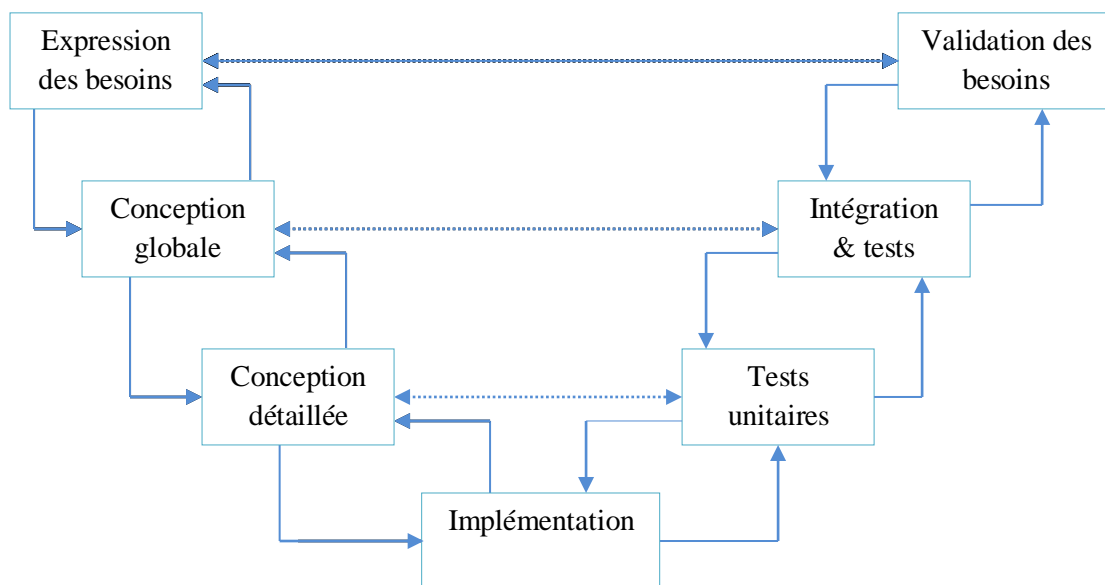 Expression
des besoins
Validation des
besoins
Conception
globale
Intégration
& tests
Conception
détaillée
Tests
unitaires
Implémentation